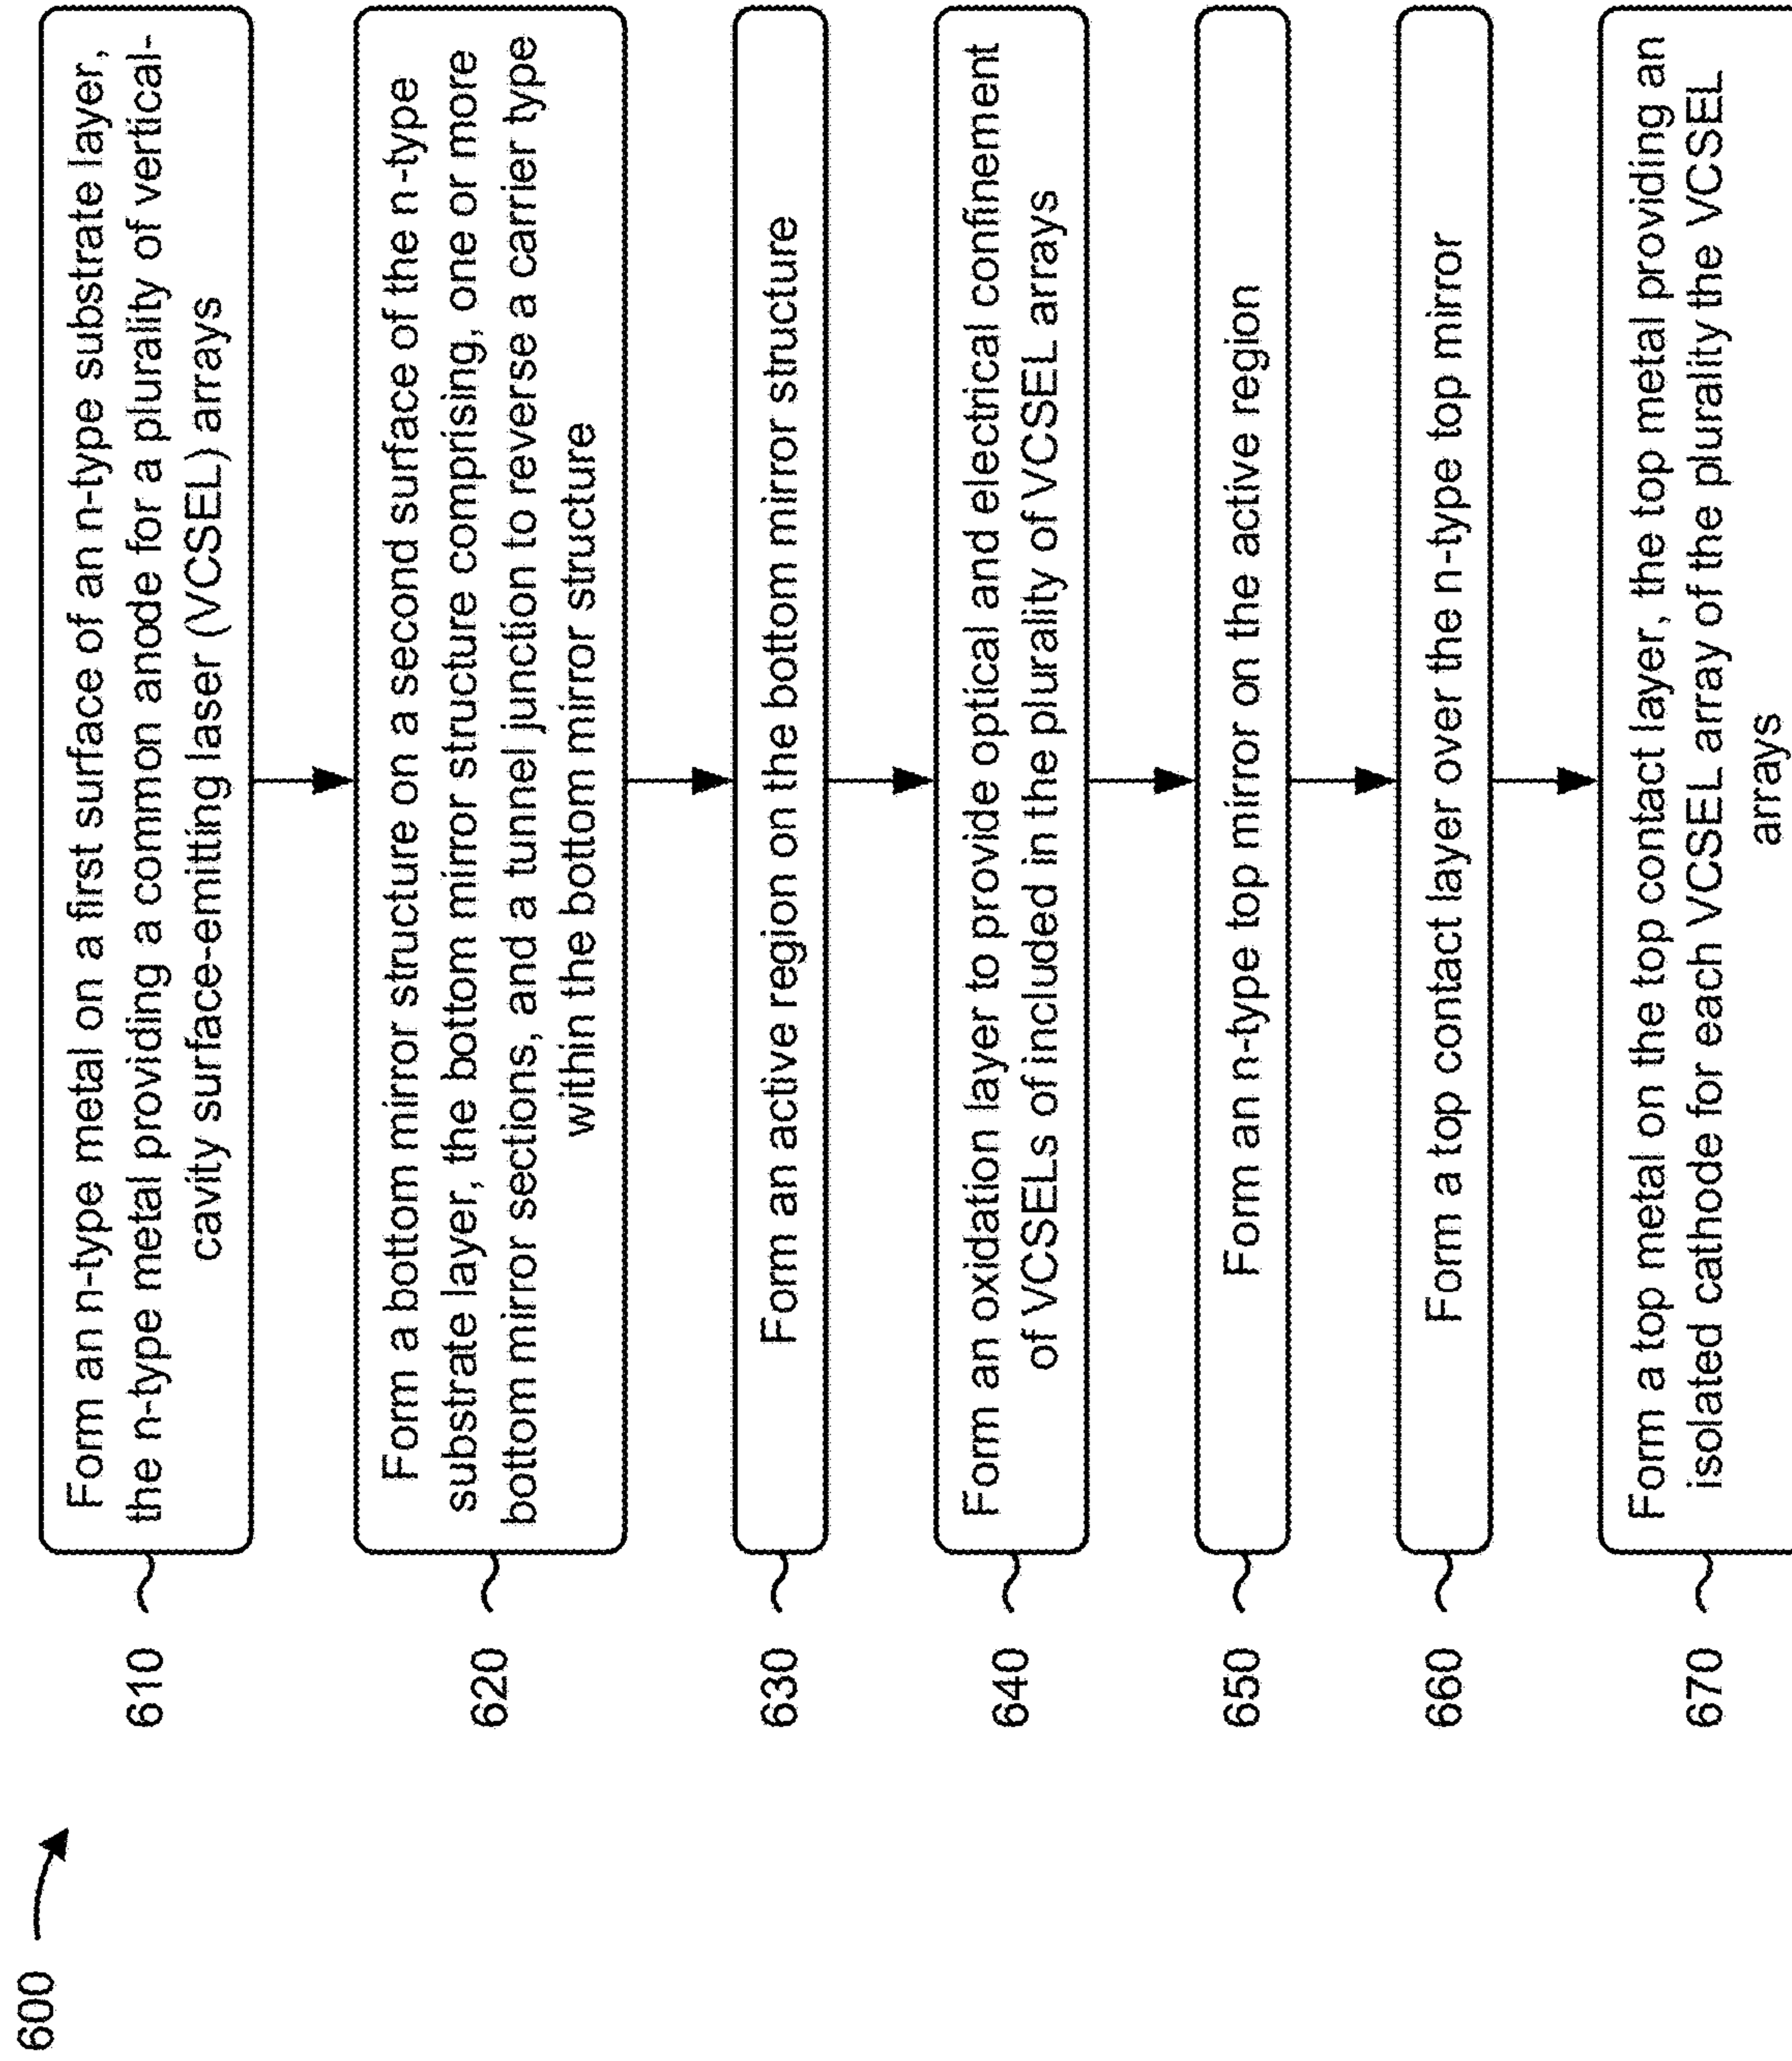 600
610
Form an n-type metal on a first surface of an n-type substrate layer,
the n-type metal providing a common anode for a plurality of vertical-
cavity surface-emitting laser (VCSEL) arrays
620
Form a bottom mirror structure on a second surface of the n-type
substrate layer, the bottom mirror structure comprising, one or more
bottom mirror sections, and a tunnel junction to reverse a carrier type
within the bottom mirror structure
630
Form an active region on the bottom mirror structure
640
Form an oxidation layer to provide optical and electrical confinement
of VCSELs of included in the plurality of VCSEL arrays
650
Form an n-type top mirror on the active region
660
Form a top contact layer over the n-type top mirror
670
Form a top metal on the top contact layer, the top metal providing an
isolated cathode for each VCSEL array of the plurality the VCSEL
arrays